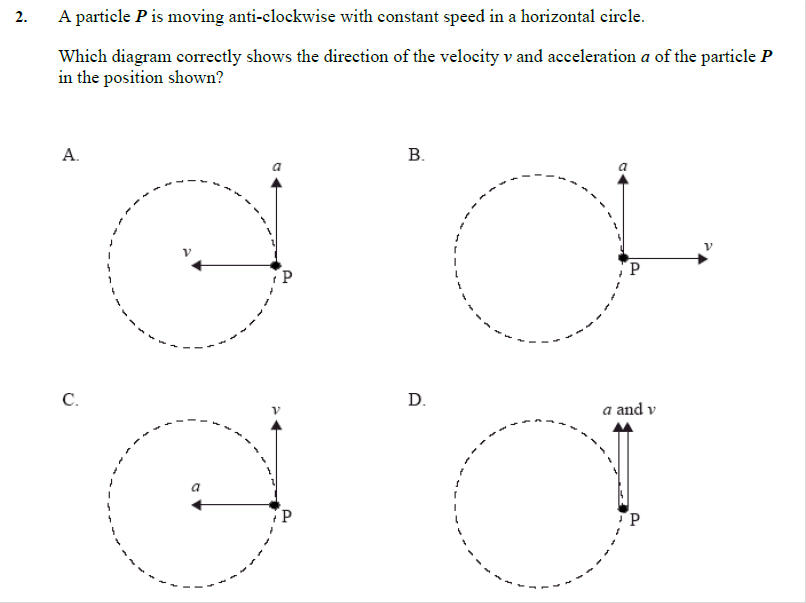 2. A particle P is moving anti-clockwise with constant speed in a horizontal circle.
Which diagram correctly shows the direction of the velocity v and acceleration a of the particle P
in the position shown?
A.
a
v
P
B.
a
v
P
C.
v
a
P
D.
a and v
P